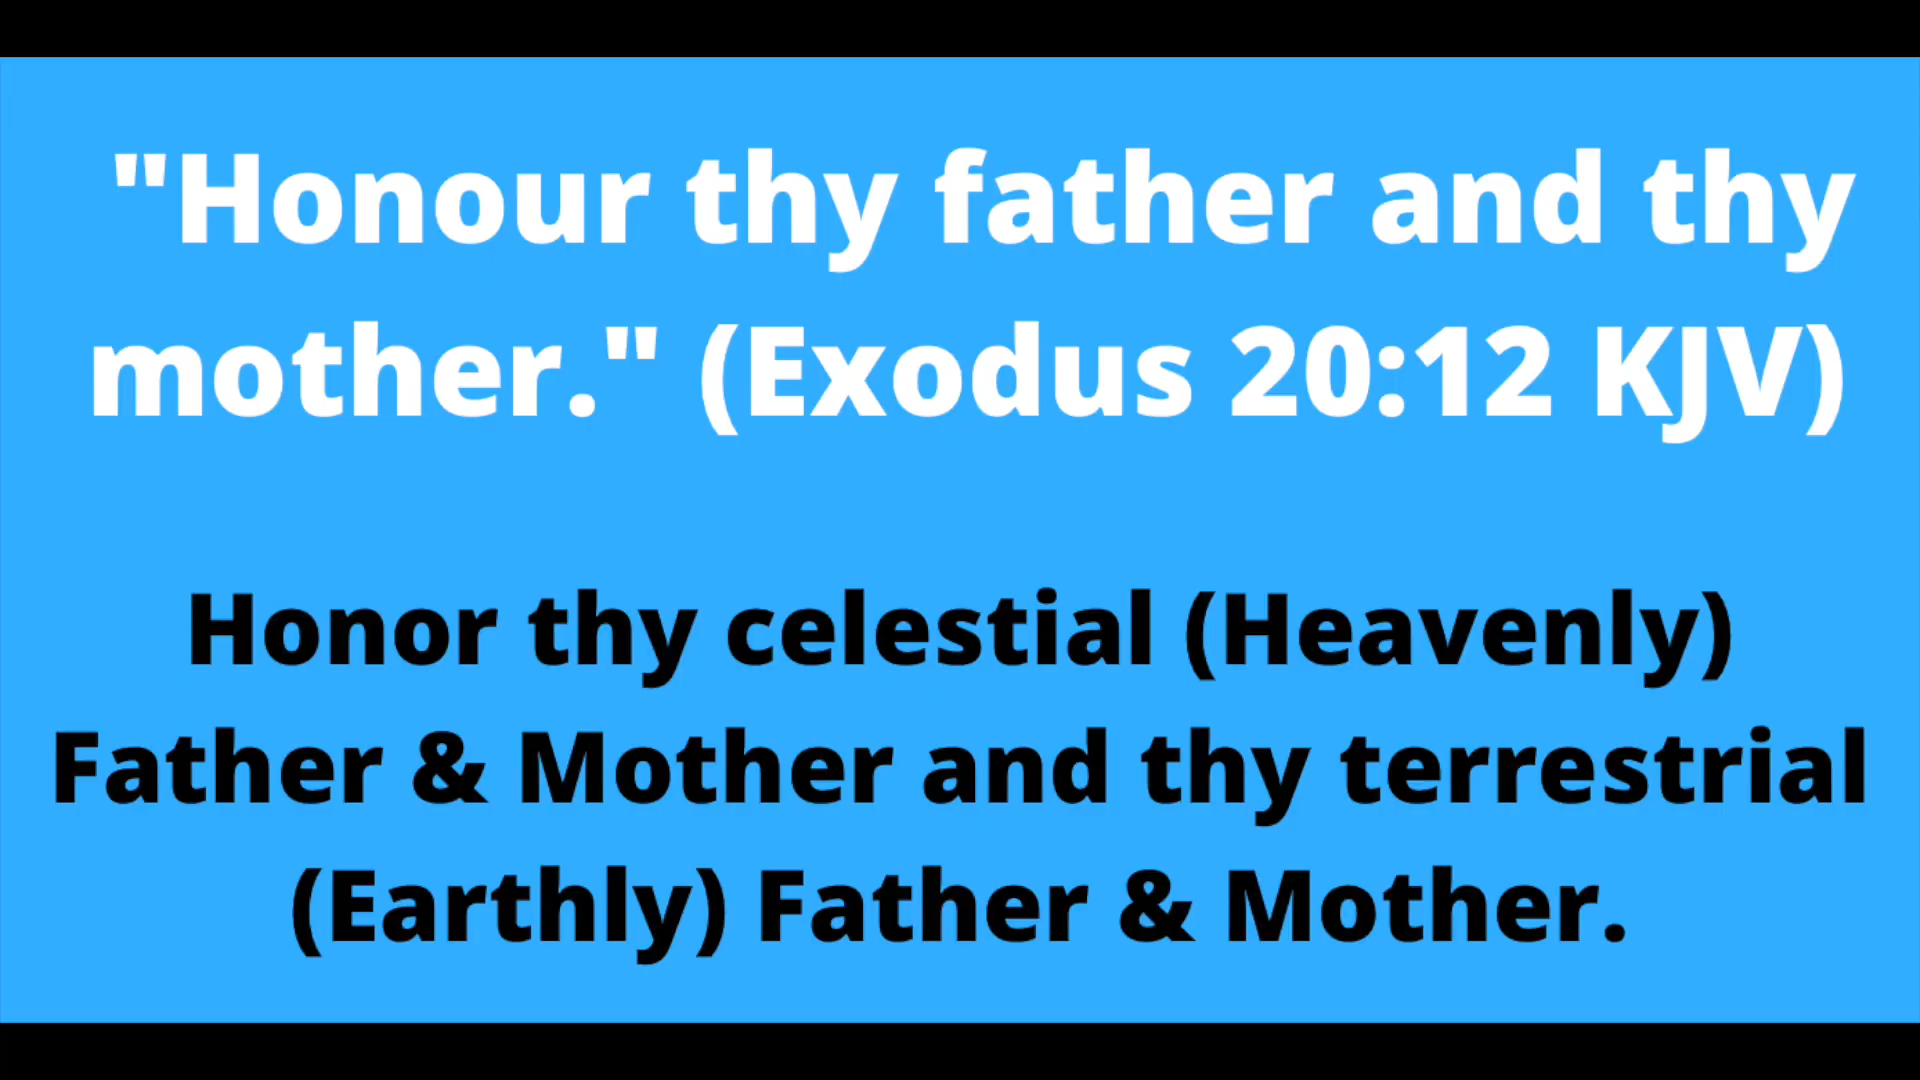 "Honour thy father and thy
mother." (Exodus 20:12 KJV)
Honor thy celestial (Heavenly)
Father & Mother and thy terrestrial
(Earthly) Father & Mother.